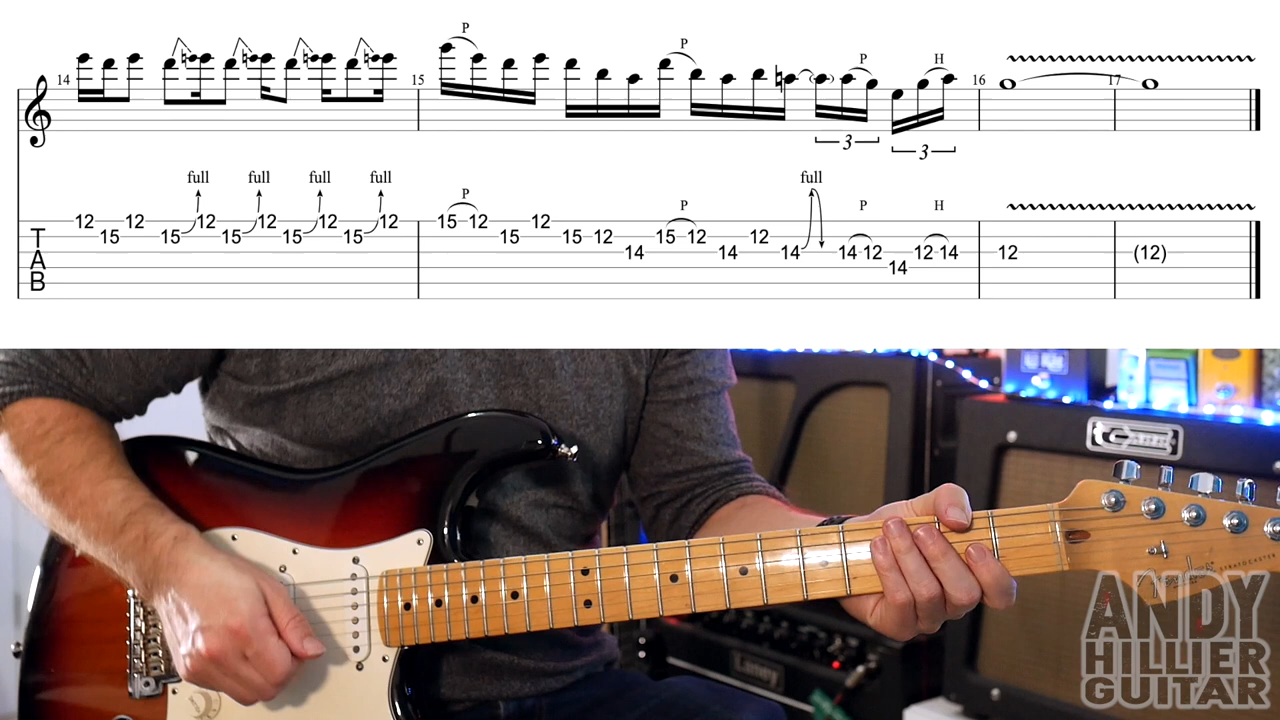 14 15 16 17
P P P H
3 3
full full full full full
P P P H
12 15 12 15 12 15 12 15 12 15 12 15 12 15 12 15 12 14 15 12 14 12 14 14 12 14 12 14 12 (12)
T
A
B
Fender
STRATOCASTER
Laney
ANDY
HILLIER
GUITAR